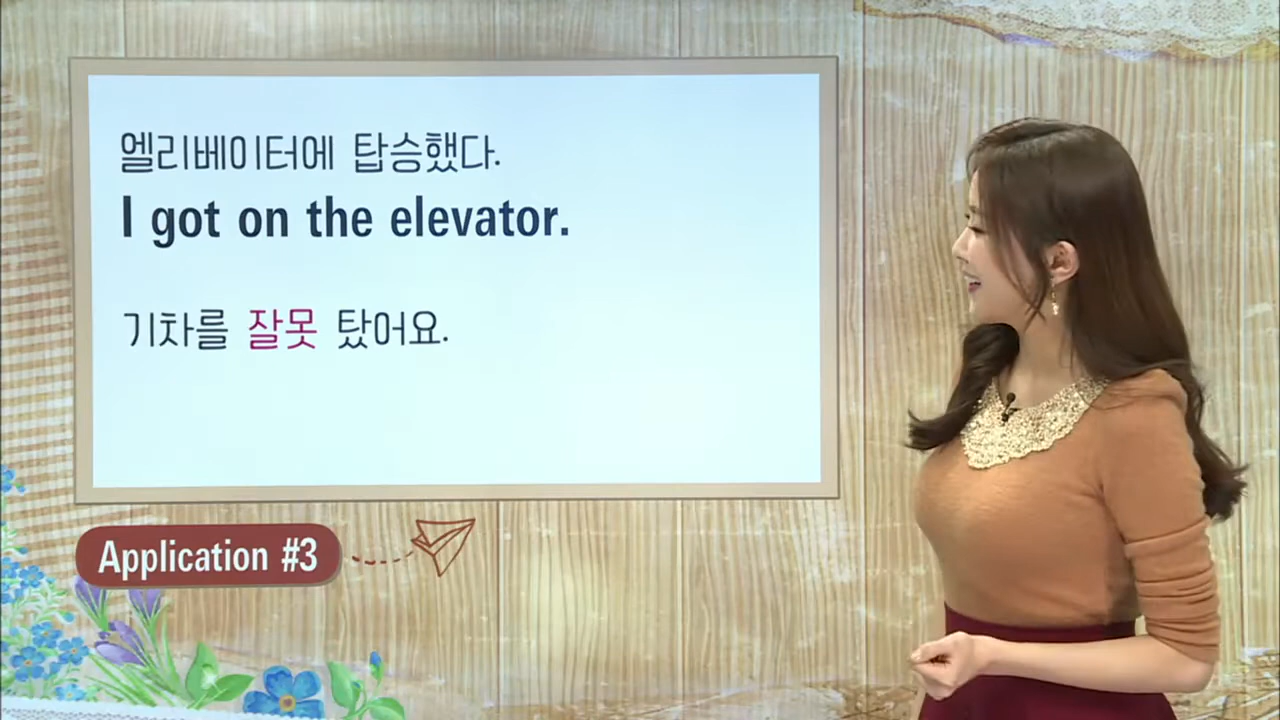 엘리베이터에 탑승했다.
I got on the elevator.
기차를 잘못 탔어요.
Application #3